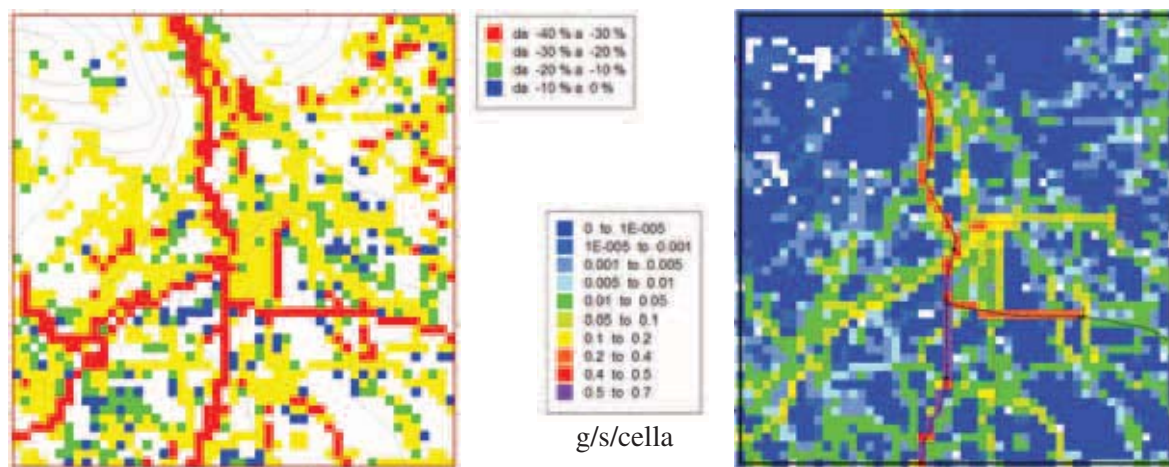 da -40 % a -30 %
da -30 % a -20 %
da -20 % a -10 %
da -10 % a 0 %
0 to 1E-005
1E-005 to 0.001
0.001 to 0.005
0.005 to 0.01
0.01 to 0.05
0.05 to 0.1
0.1 to 0.2
0.2 to 0.4
0.4 to 0.5
0.5 to 0.7
g/s/cella